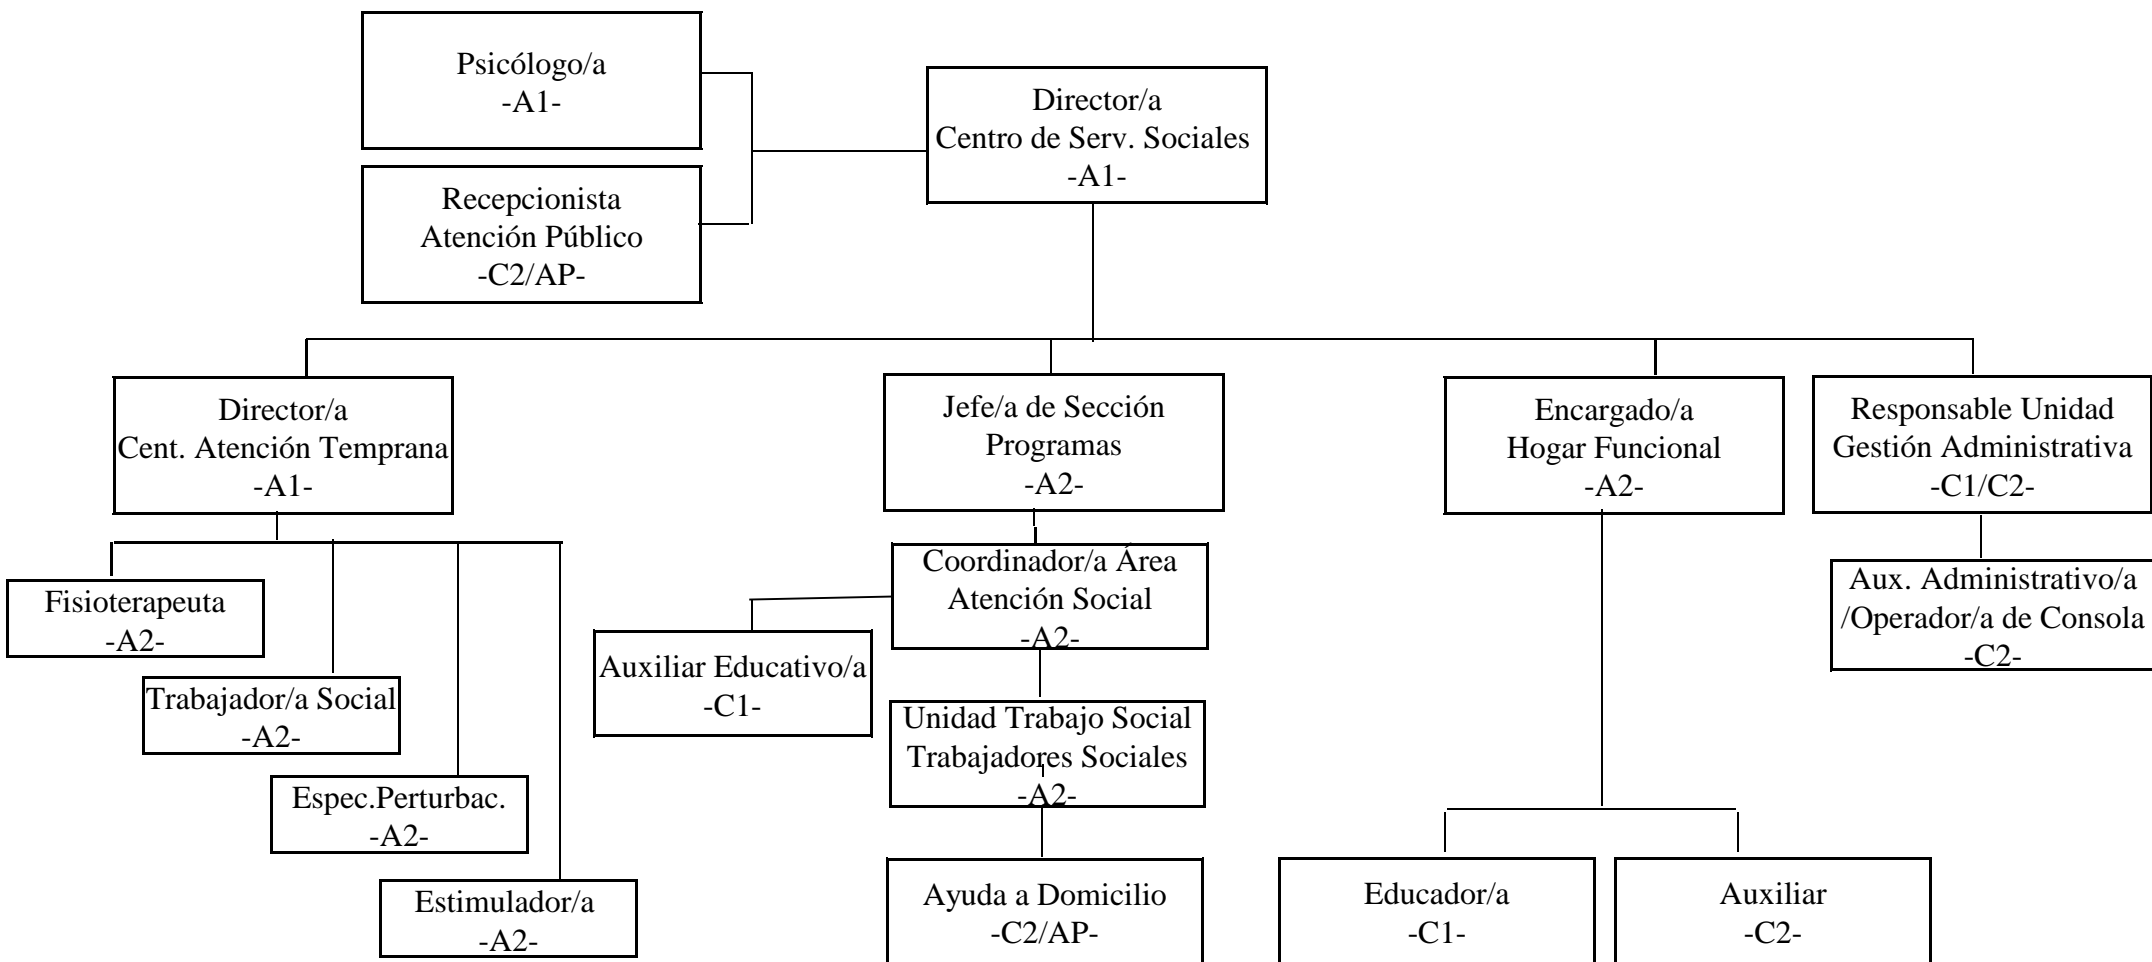 Psicólogo/a
-A1-
Director/a
Centro de Serv. Sociales
-A1-
Recepcionista
Atención Público
-C2/AP-
Director/a
Cent. Atención Temprana
-A1-
Jefe/a de Sección
Programas
-A2-
Encargado/a
Hogar Funcional
-A2-
Responsable Unidad
Gestión Administrativa
-C1/C2-
Fisioterapeuta
-A2-
Trabajador/a Social
-A2-
Espec.Perturbac.
-A2-
Estimulador/a
-A2-
Coordinador/a Área
Atención Social
-A2-
Auxiliar Educativo/a
-C1-
Unidad Trabajo Social
Trabajadores Sociales
-A2-
Ayuda a Domicilio
-C2/AP-
Educador/a
-C1-
Auxiliar
-C2-
Aux. Administrativo/a
/Operador/a de Consola
-C2-